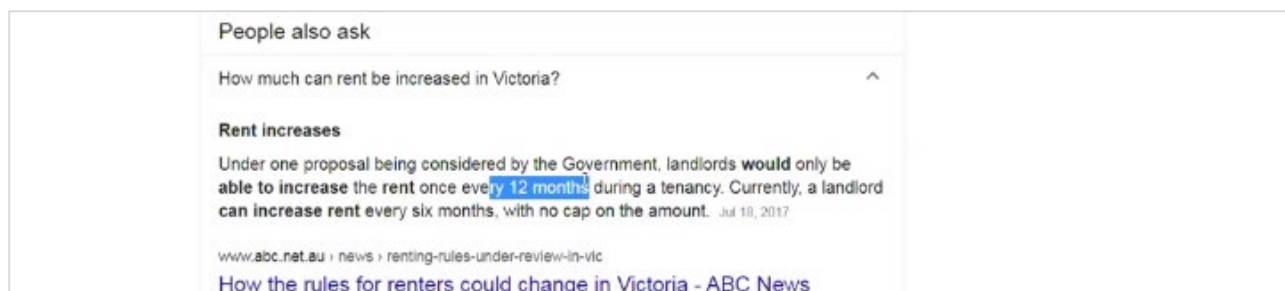 People also ask
How much can rent be increased in Victoria?
Rent increases
Under one proposal being considered by the Government, landlords would only be
able to increase the rent once every 12 months during a tenancy. Currently, a landlord
can increase rent every six months, with no cap on the amount. Jul 18, 2017
www.abc.net.au › news › renting-rules-under-review-in-vic
How the rules for renters could change in Victoria - ABC News